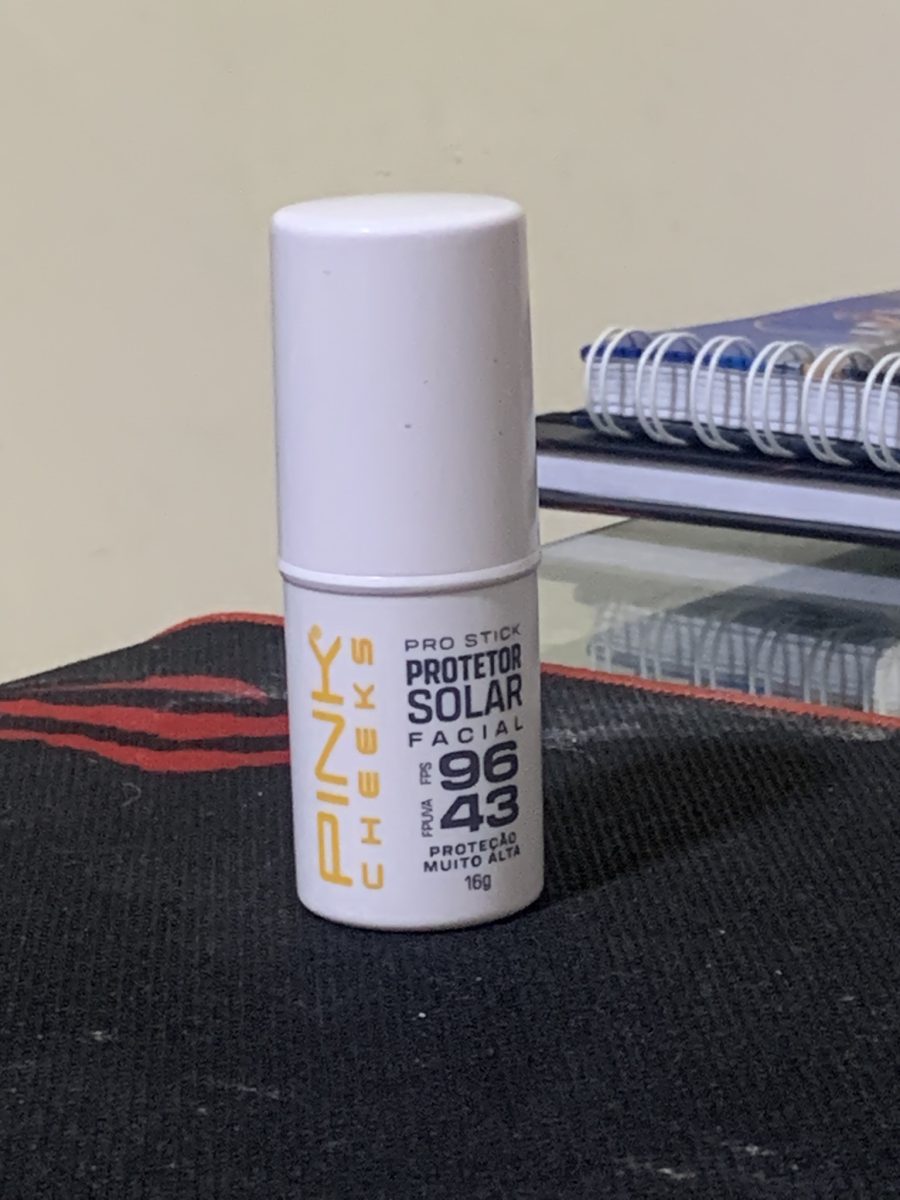 PINK
CHEEKS
PRO STICK
PROTETOR
SOLAR
FACIAL
FPS 96
FPUVA 43
PROTEÇÃO
MUITO ALTA
16g